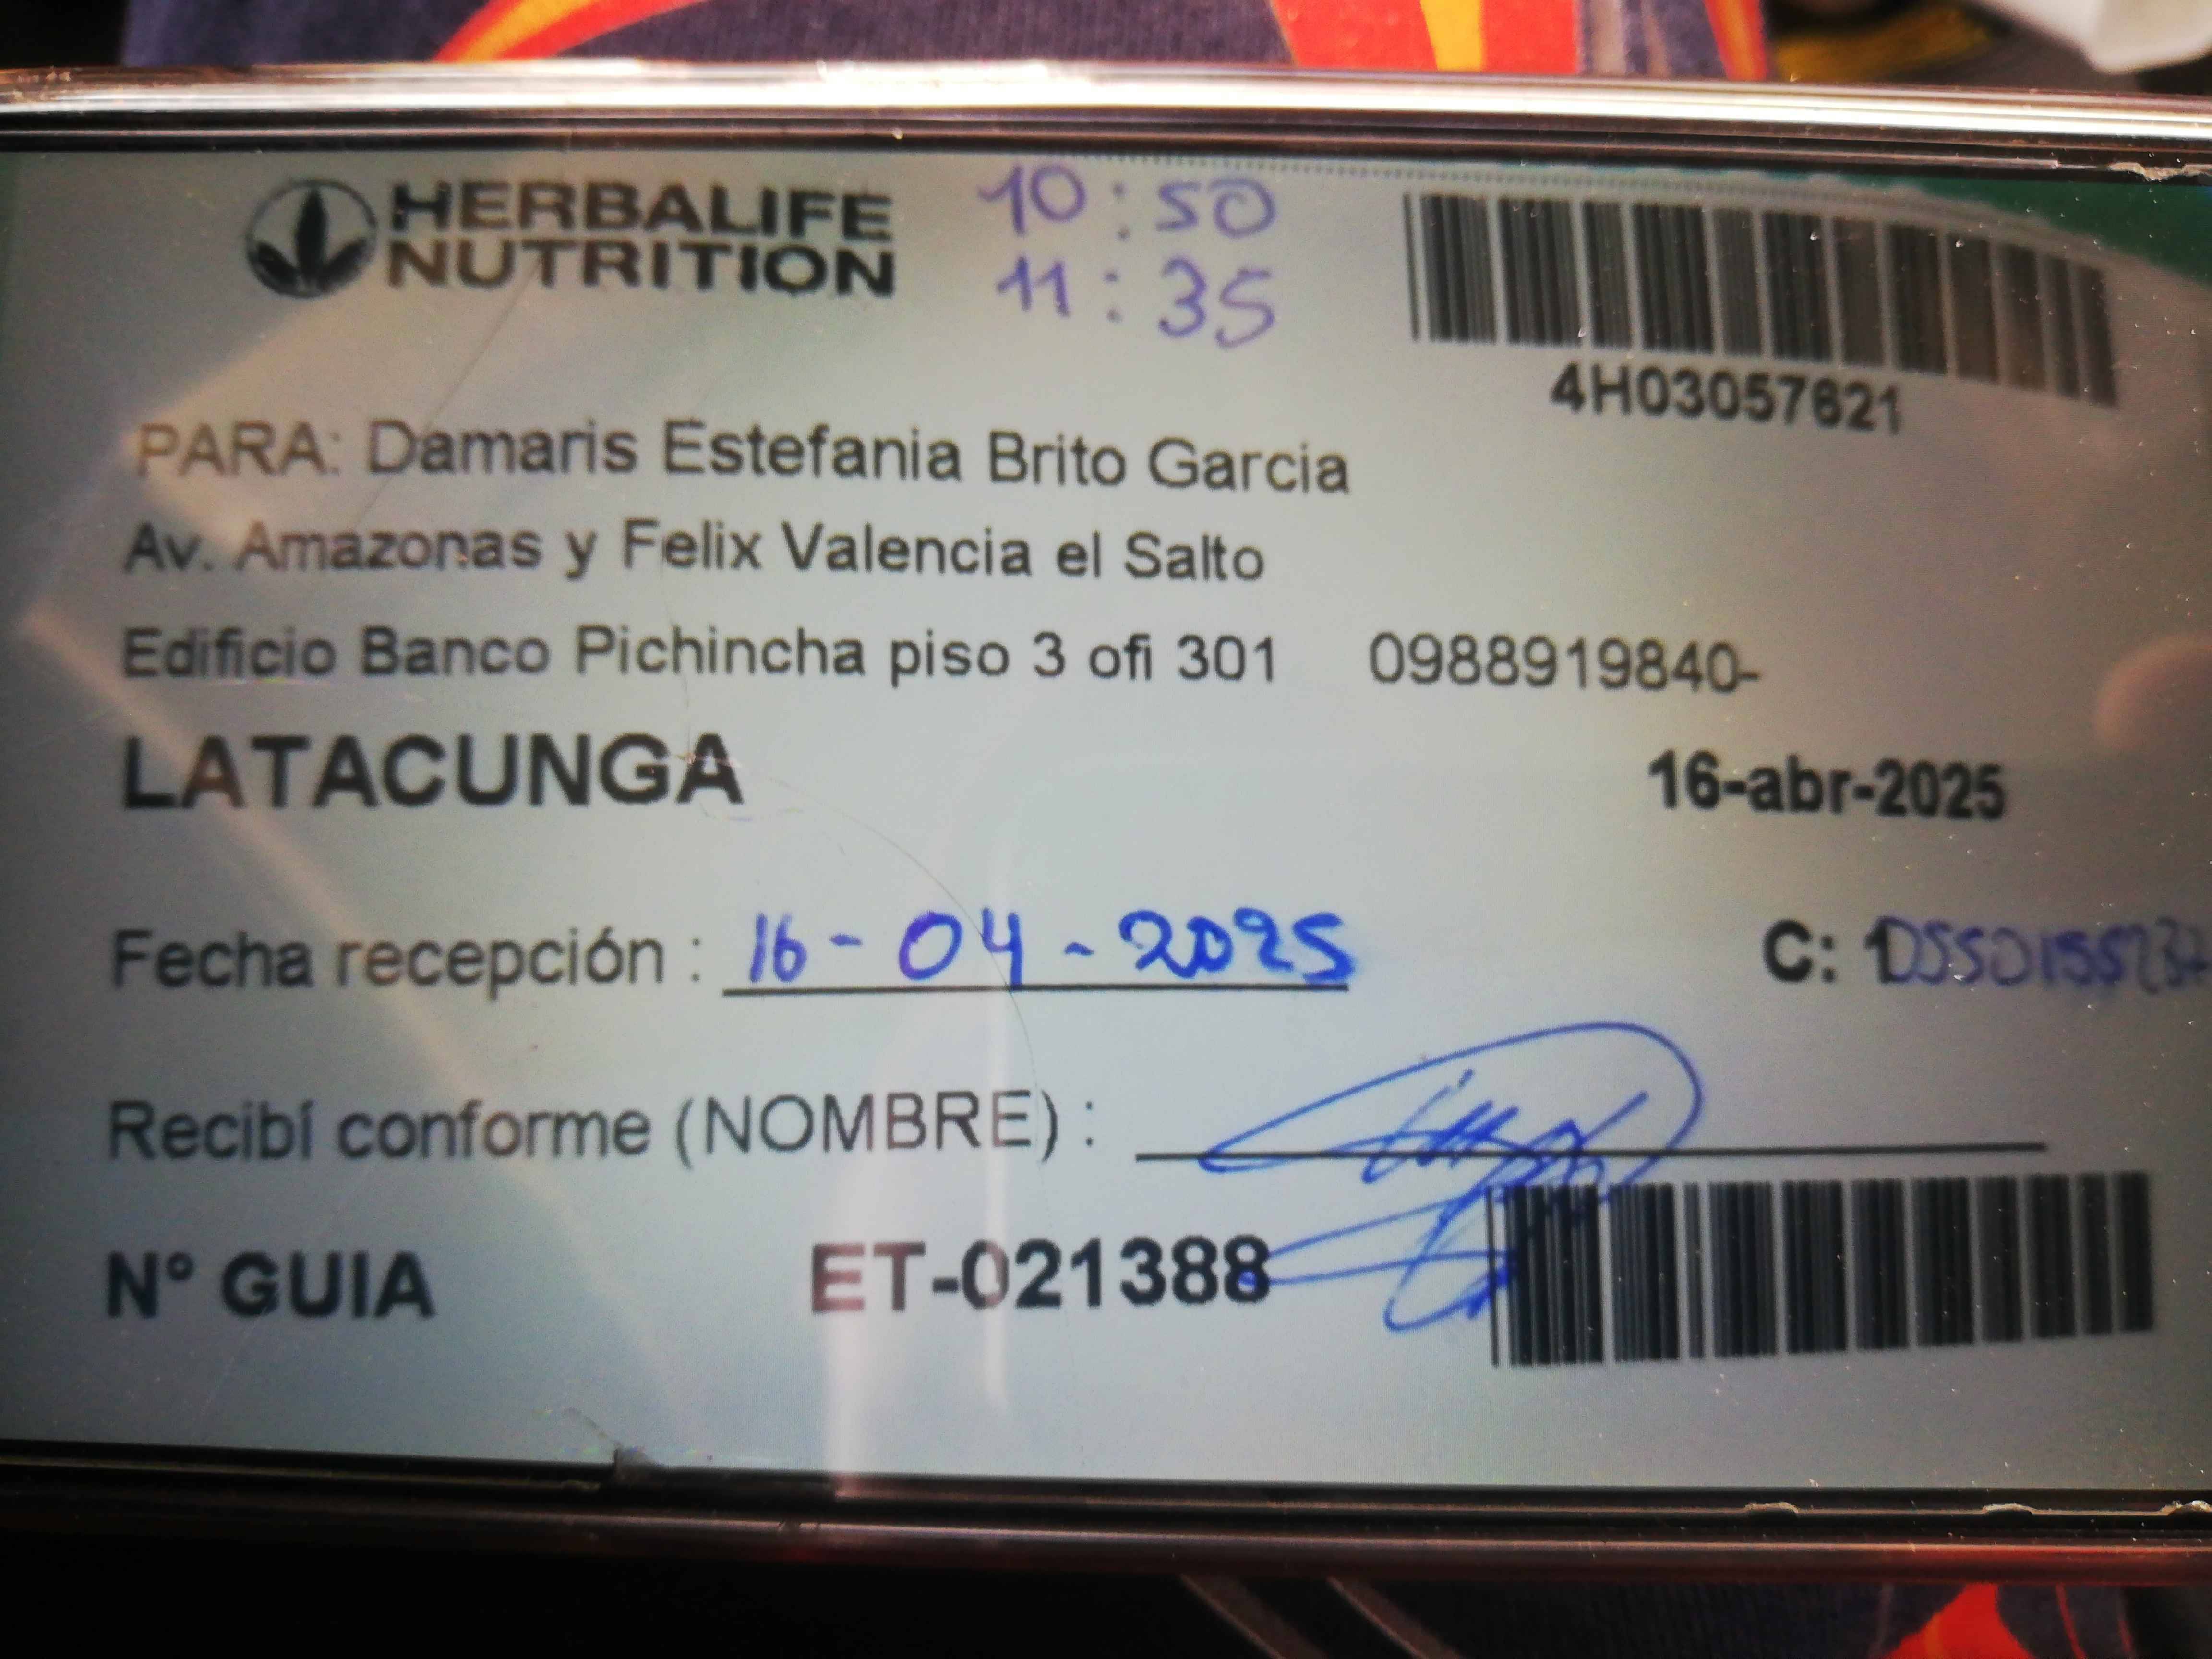 HERBALIFE
NUTRITION
10:50
11:35
4H03057621
PARA: Damaris Estefania Brito Garcia
Av. Amazonas y Felix Valencia el Salto
Edificio Banco Pichincha piso 3 ofi 301 0988919840-
LATACUNGA
16-abr-2025
Fecha recepción : 16-04-2025
C:
Recibí conforme (NOMBRE) :
N° GUIA ET-021388